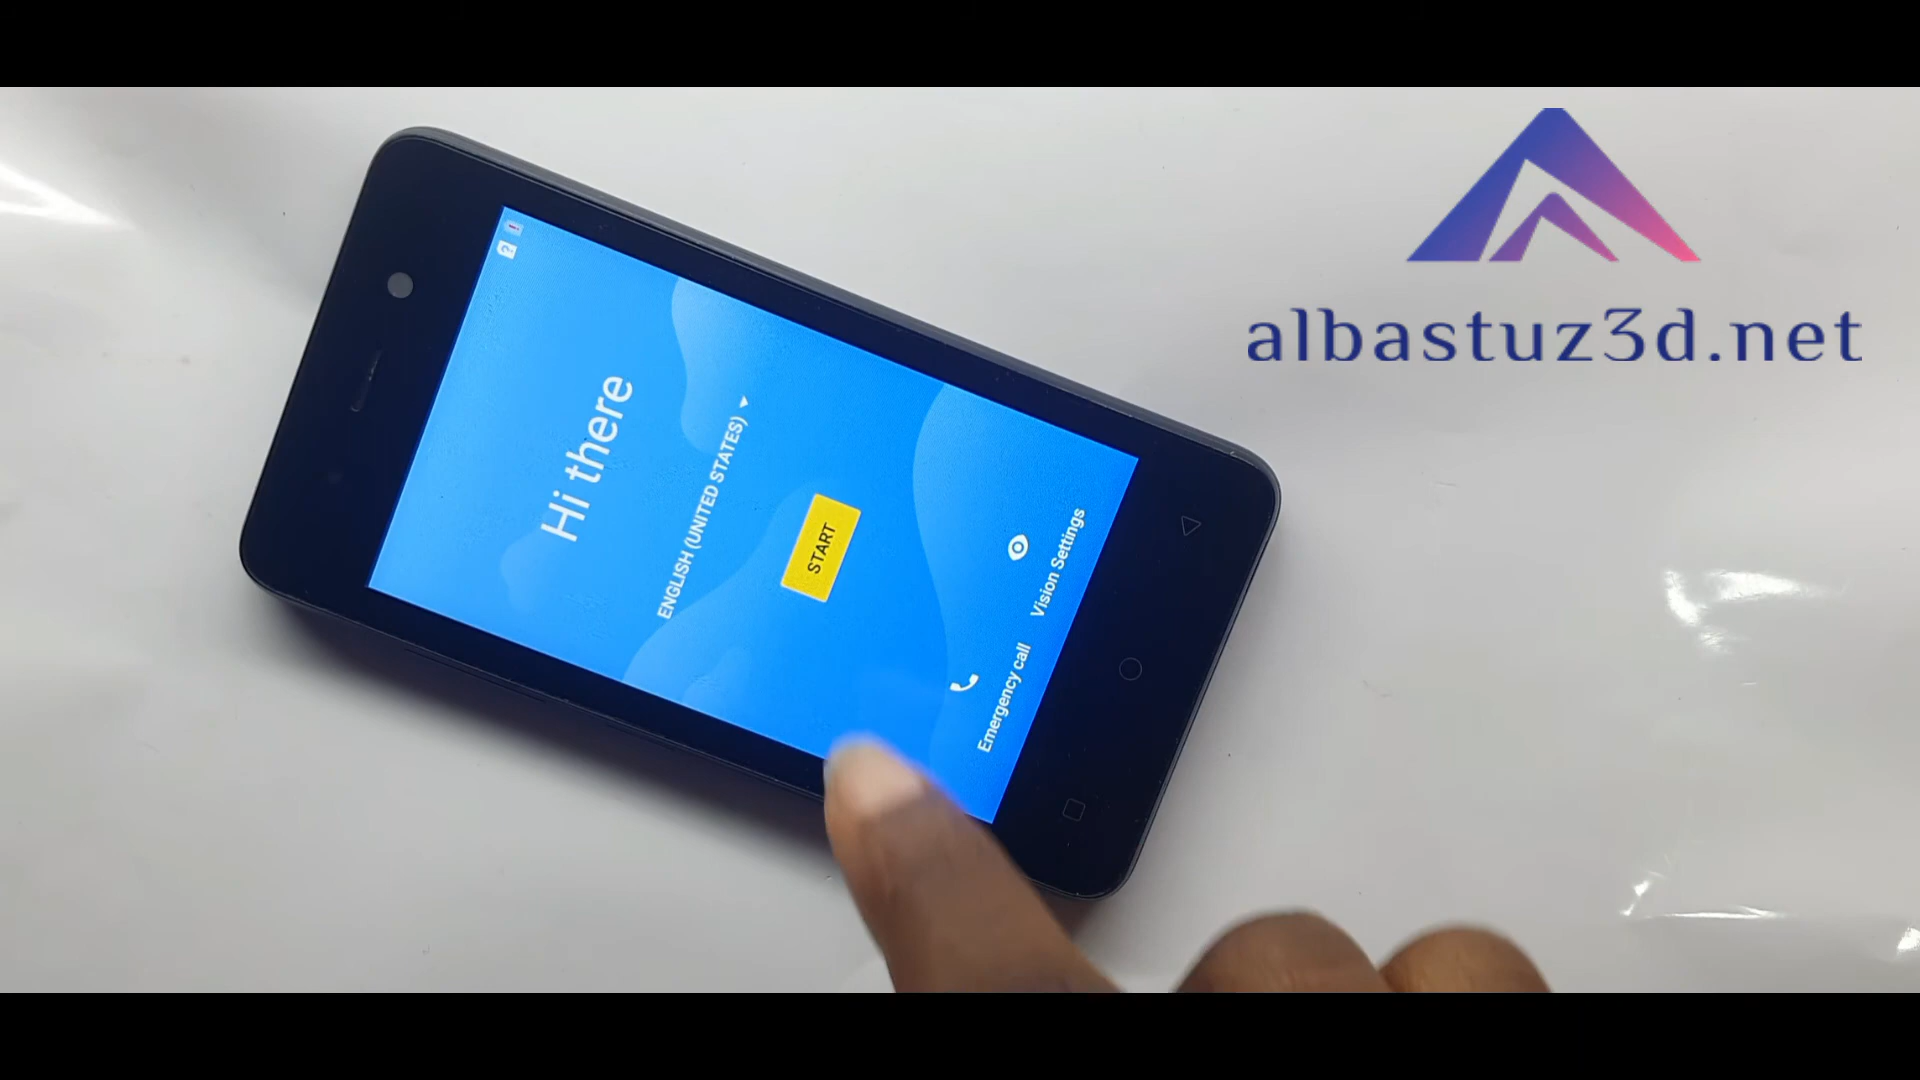 albastuz3d.net
Hi there
ENGLISH (UNITED STATES)
START
Emergency call
Vision Settings